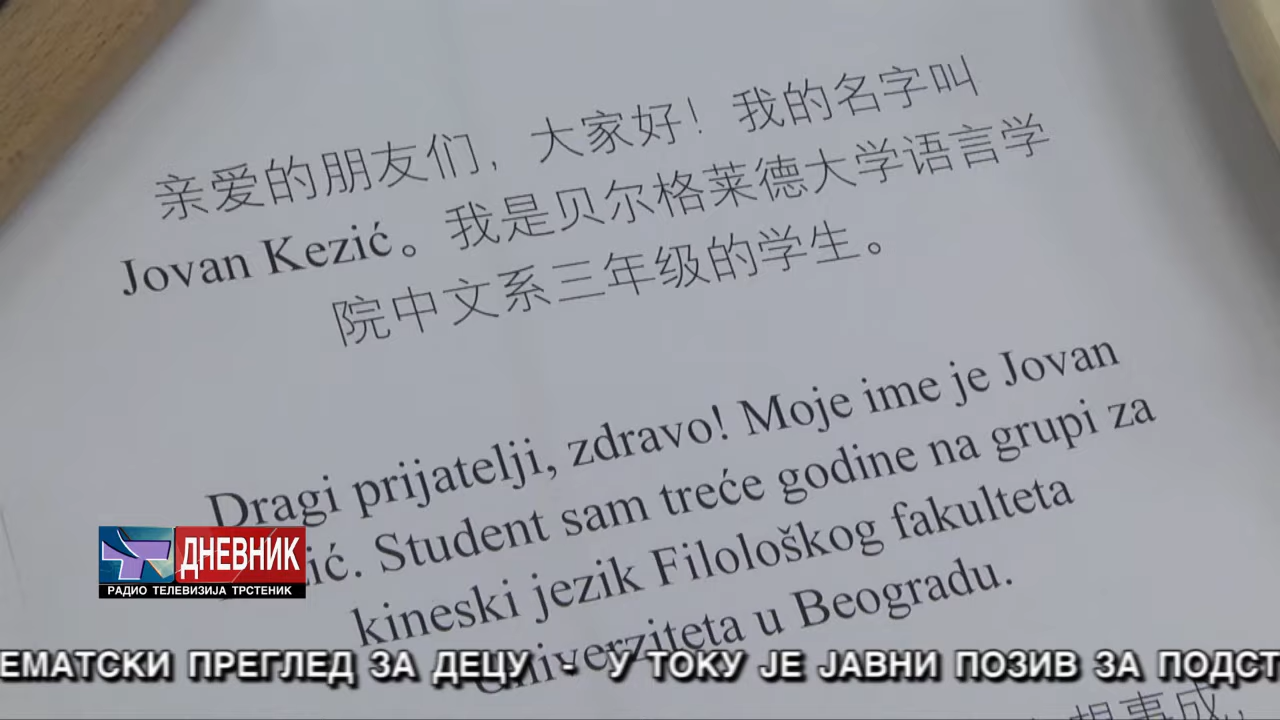 亲爱的朋友们，大家好！我的名字叫
Jovan Kezić。我是贝尔格莱德大学语言学
院中文系三年级的学生。
Dragi prijatelji, zdravo! Moje ime je Jovan
ić. Student sam treće godine na grupi za
kineski jezik Filološkog fakulteta
Univerziteta u Beogradu.
ДНЕВНИК
РАДИО ТЕЛЕВИЗИЈА ТРСТЕНИК
ЕМАТСКИ ПРЕГЛЕД ЗА ДЕЦУ - У ТОКУ ЈЕ ЈАВНИ ПОЗИВ ЗА ПОДСТ
事成，